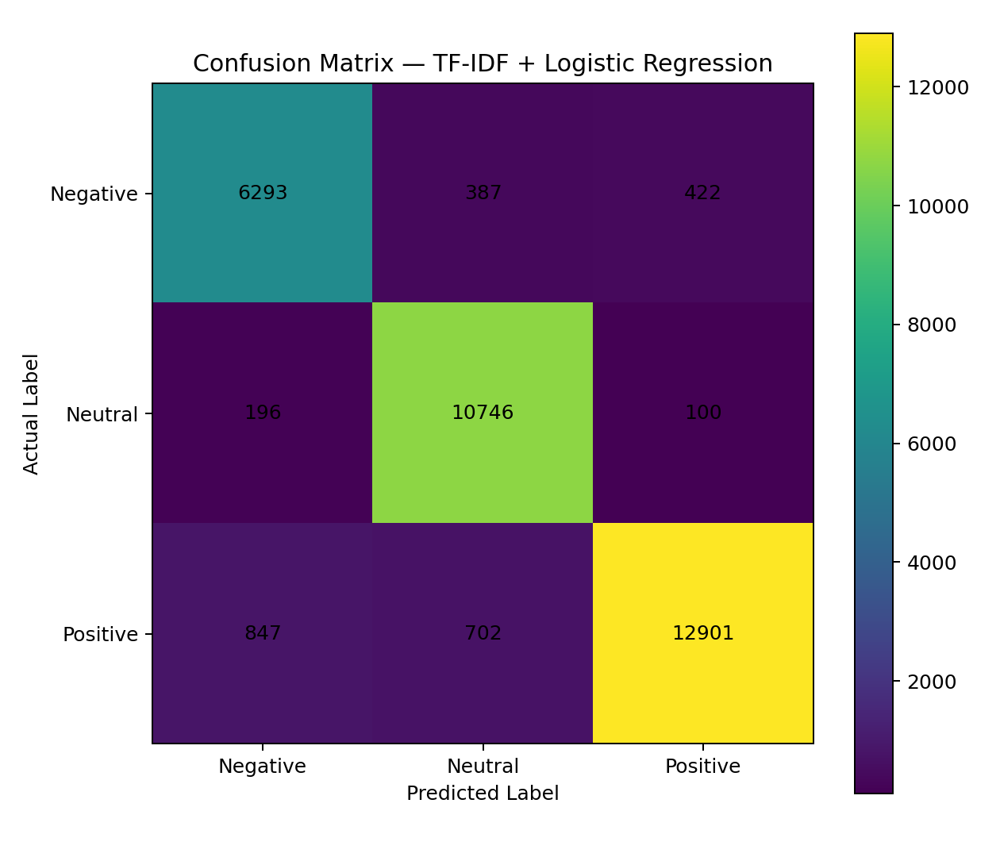 Confusion Matrix — TF-IDF + Logistic Regression
12000
10000
8000
6000
4000
2000
Actual Label
Negative
6293 387 422
Neutral
196 10746 100
Positive
847 702 12901
Negative Neutral Positive
Predicted Label